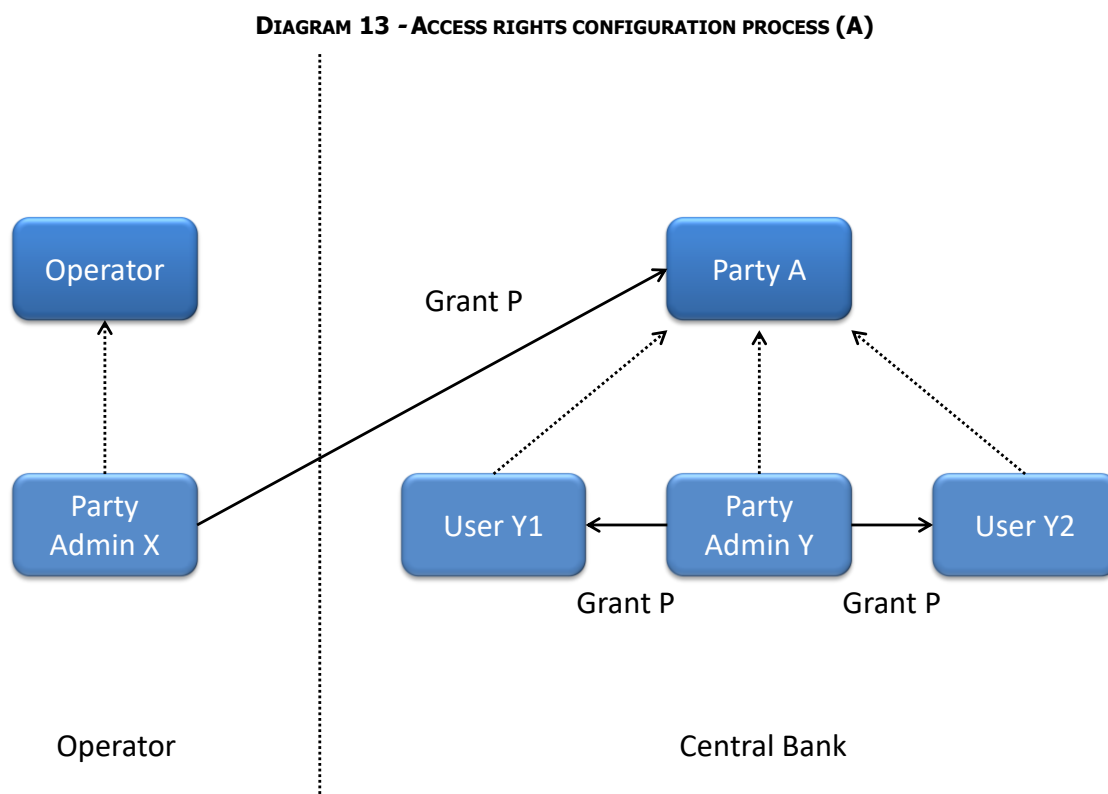 DIAGRAM 13 - ACCESS RIGHTS CONFIGURATION PROCESS (A)
Operator
Party A
Grant P
Party
Admin X
User Y1
Party
Admin Y
User Y2
Grant P
Grant P
Operator
Central Bank